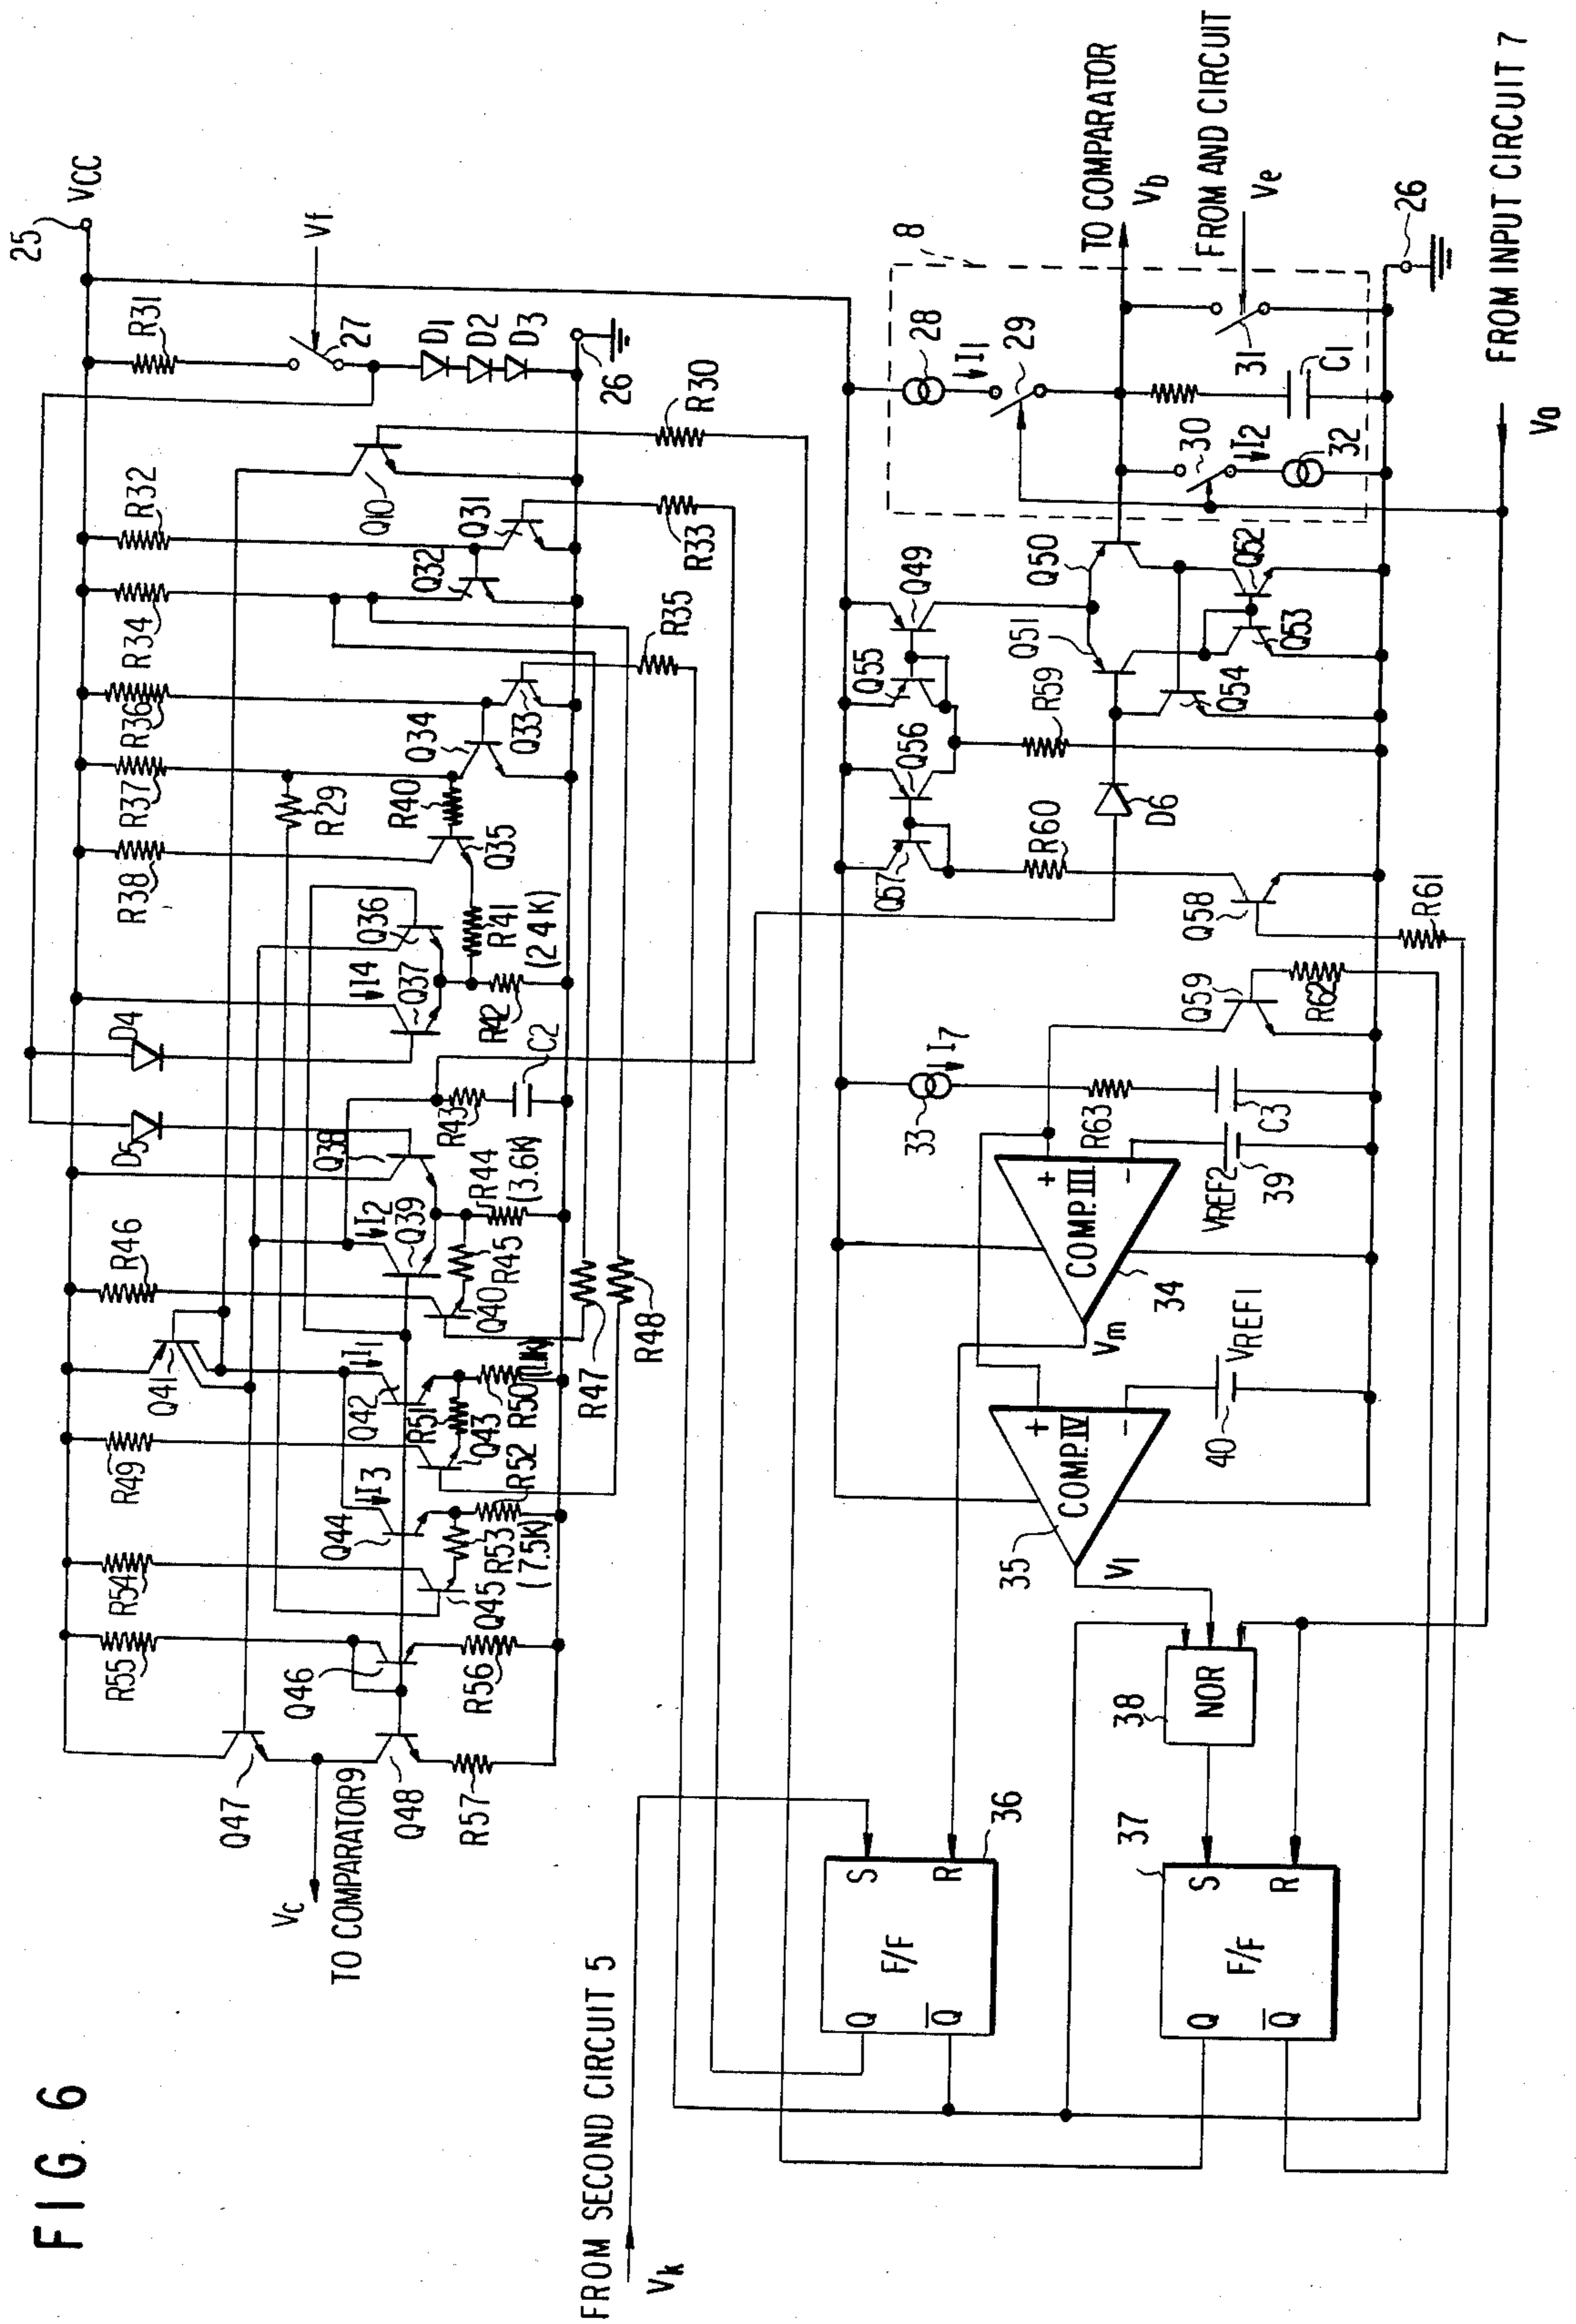 FIG. 6
25
VCC
Vf
R31
27
D1
D2
D3
26
R32
Q10
R30
R34
Q32
Q31
R33
R36
R35
R37
Q34
Q33
R38
R29
R40
Q35
Q36
R41
(2.4K)
I4
Q37
R42
D4
C2
D5
Q38
R43
R44
(3.6K)
R46
I2
Q39
R45
Q40
R47
R48
Q41
I1
Q42
R51
R50
Q43
R49
I3
R52
Q44
R53
(7.5K)
R54
Q45
R55
Q46
R56
Q47
Q48
R57
Vc
TO COMPARATOR9
8
TO COMPARATOR
Vb
FROM AND CIRCUIT
Ve
26
28
I1
29
31
C1
30
I2
32
FROM INPUT CIRCUIT 7
Va
Q49
Q50
Q52
Q55
Q51
Q53
Q56
R59
Q54
Q57
R60
D6
Q58
R61
Q59
R62
I7
33
R63
C3
+
−
COMP.III
VREF2
39
34
Vm
VREF1
+
−
COMP.IV
40
35
Vl
NOR
38
36
S
R
F/F
Q
Q̅
37
S
R
F/F
Q
Q̅
FROM SECOND CIRCUIT 5
Vk